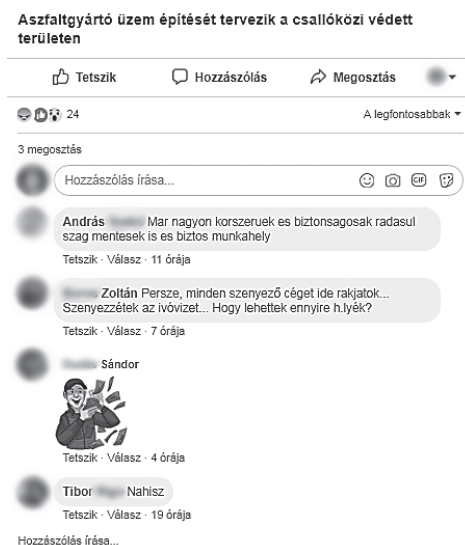 Aszfaltgyártó üzem építését tervezik a csallóközi védett
területen
Tetszik Hozzászólás Megosztás
24 A legfontosabbak
3 megosztás
Hozzászólás írása... GIF
András Mar nagyon korszeruek es biztonsagosak radasul
szag mentesek is es biztos munkahely
Tetszik · Válasz · 11 órája
Zoltán Persze, minden szenyező céget ide rakjatok...
Szenyezzétek az ivóvizet... Hogy lehettek ennyire h.lyék?
Tetszik · Válasz · 7 órája
Sándor
Tetszik · Válasz · 4 órája
Tibor Nahisz
Tetszik · Válasz · 19 órája
Hozzászólás írása...